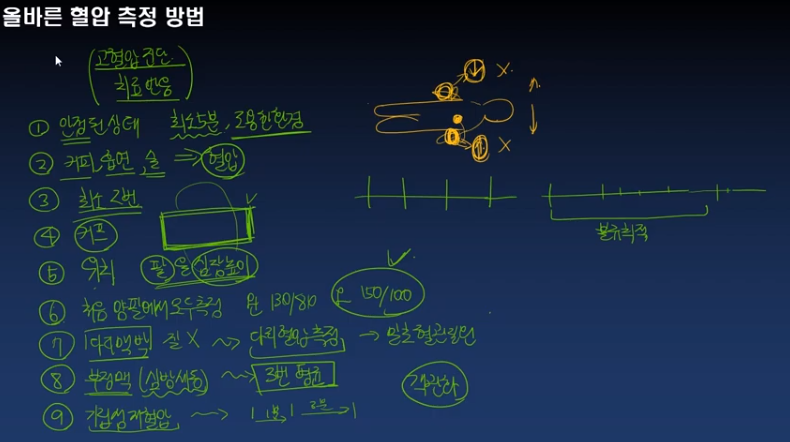 올바른 혈압 측정 방법
고혈압 진단
치료 반응
① 안정된 상태 최소 5분, 조용한 환경
② 커피, 흡연, 술 ⇒ 혈압
③ 최소 2번
④ 커프
⑤ 위치 팔을 심장높이
⑥ 처음 양팔에서 모두 측정 왼 130/80 오 150/100
⑦ 다리맥박 잘 X ~> 다리혈압 측정 → 말초혈관질환
⑧ 부정맥 (심방세동) ~> 3번 평균
⑨ 기립성 저혈압 ~> 1 1분 1 2분 1
객관화
↓ X
↑ X
불규칙적